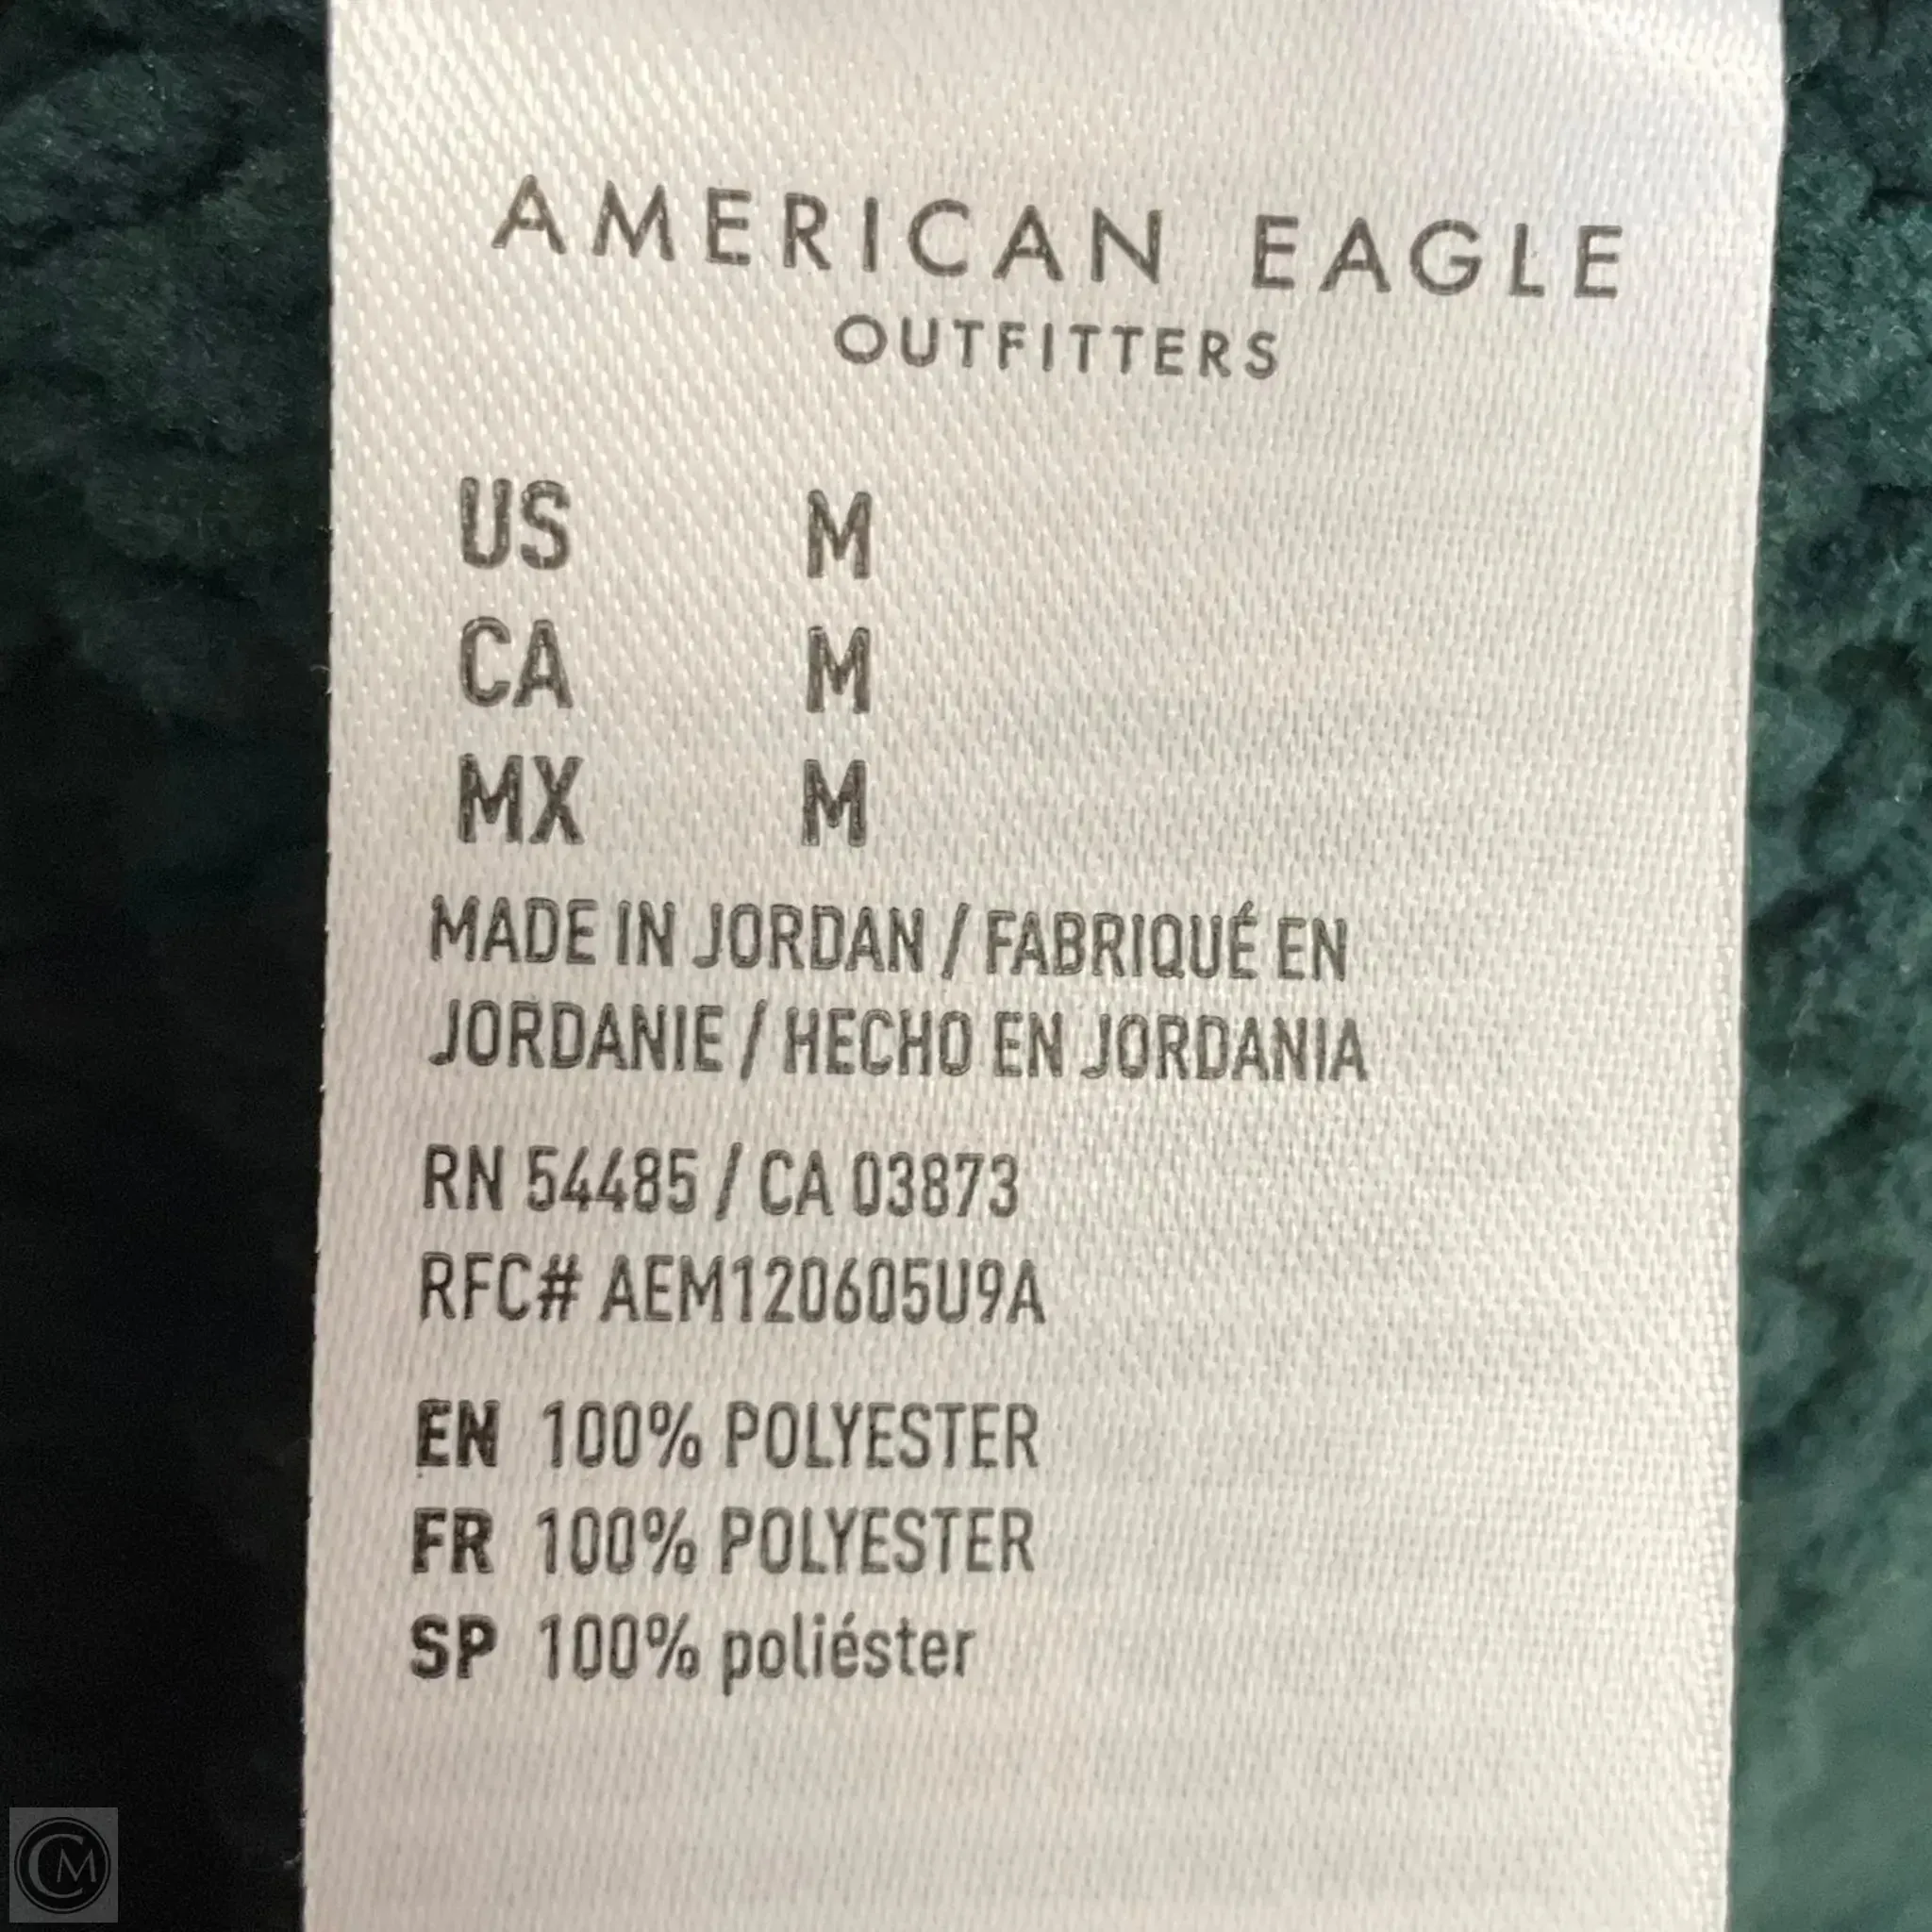 AMERICAN EAGLE
OUTFITTERS
US M
CA M
MX M
MADE IN JORDAN / FABRIQUÉ EN
JORDANIE / HECHO EN JORDANIA
RN 54485 / CA 03873
RFC# AEM120605U9A
EN 100% POLYESTER
FR 100% POLYESTER
SP 100% poliéster
CM